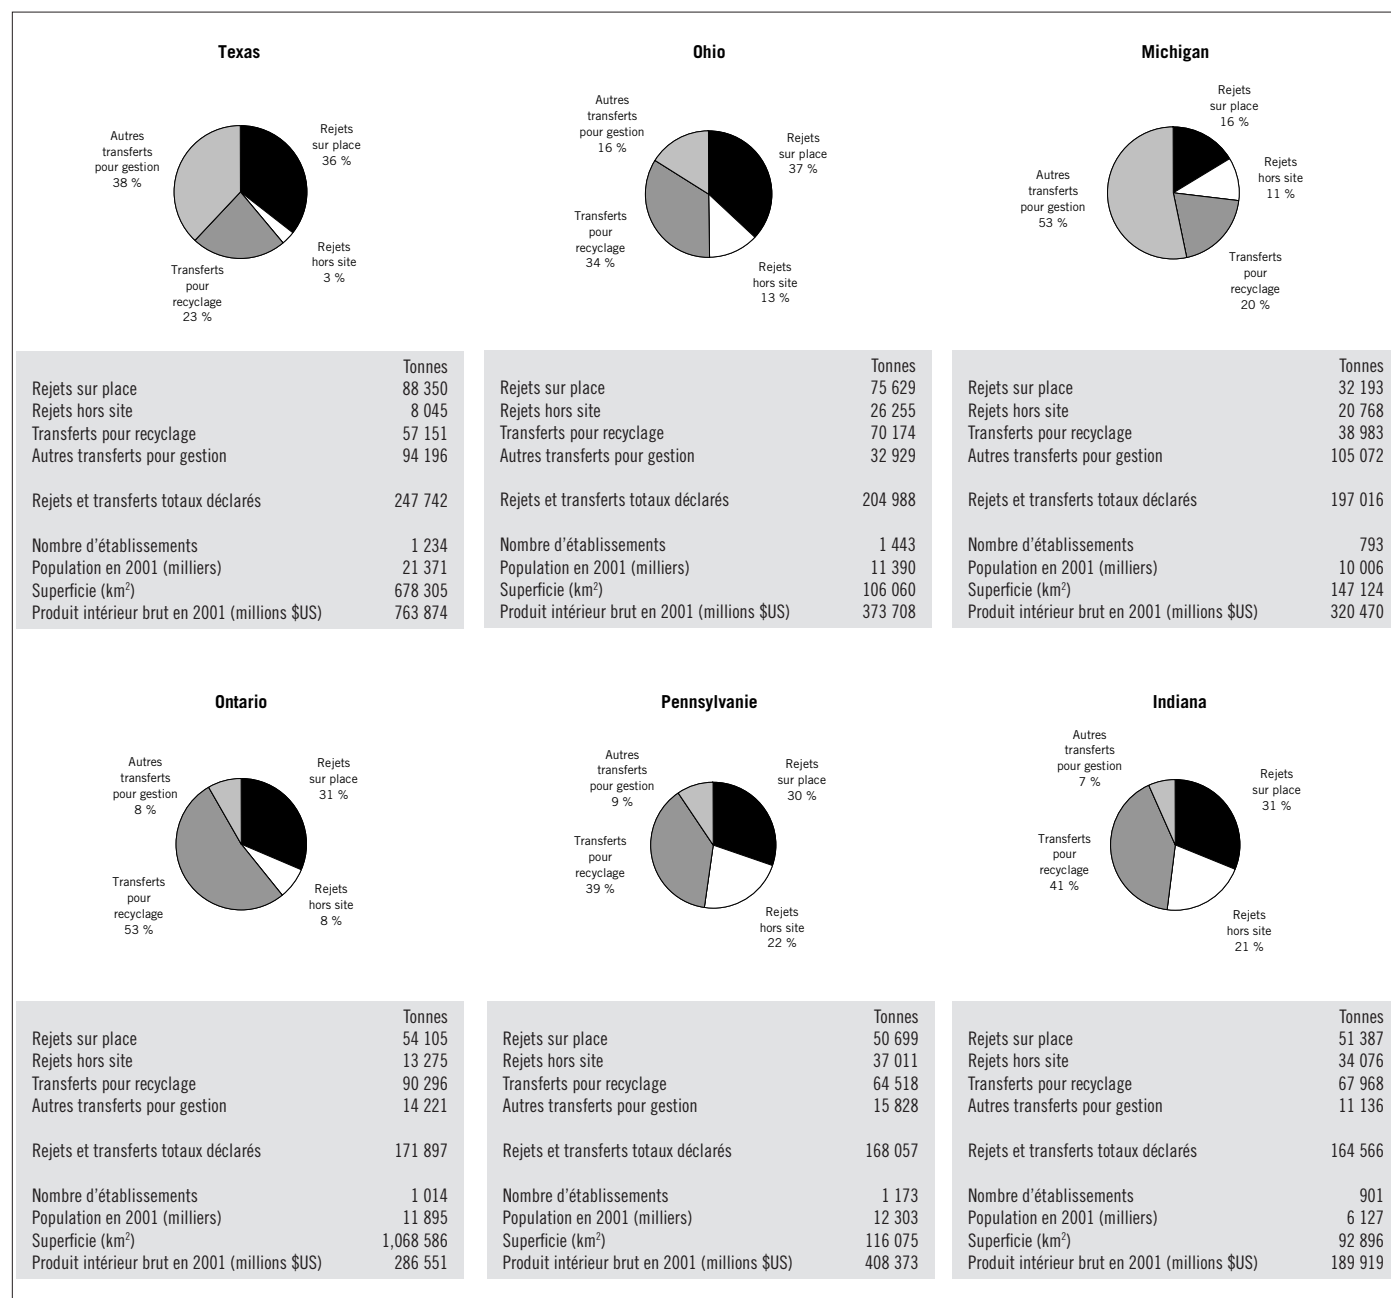 Texas
Rejets
sur place
36 %
Autres
transferts
pour gestion
38 %
Rejets
hors site
3 %
Transferts
pour
recyclage
23 %
Tonnes
Rejets sur place 88 350
Rejets hors site 8 045
Transferts pour recyclage 57 151
Autres transferts pour gestion 94 196
Rejets et transferts totaux déclarés 247 742
Nombre d’établissements 1 234
Population en 2001 (milliers) 21 371
Superficie (km²) 678 305
Produit intérieur brut en 2001 (millions $US) 763 874
Ohio
Autres
transferts
pour gestion
16 %
Rejets
sur place
37 %
Transferts
pour
recyclage
34 %
Rejets
hors site
13 %
Tonnes
Rejets sur place 75 629
Rejets hors site 26 255
Transferts pour recyclage 70 174
Autres transferts pour gestion 32 929
Rejets et transferts totaux déclarés 204 988
Nombre d’établissements 1 443
Population en 2001 (milliers) 11 390
Superficie (km²) 106 060
Produit intérieur brut en 2001 (millions $US) 373 708
Michigan
Rejets
sur place
16 %
Rejets
hors site
11 %
Autres
transferts
pour gestion
53 %
Transferts
pour
recyclage
20 %
Tonnes
Rejets sur place 32 193
Rejets hors site 20 768
Transferts pour recyclage 38 983
Autres transferts pour gestion 105 072
Rejets et transferts totaux déclarés 197 016
Nombre d’établissements 793
Population en 2001 (milliers) 10 006
Superficie (km²) 147 124
Produit intérieur brut en 2001 (millions $US) 320 470
Ontario
Autres
transferts
pour gestion
8 %
Rejets
sur place
31 %
Transferts
pour
recyclage
53 %
Rejets
hors site
8 %
Tonnes
Rejets sur place 54 105
Rejets hors site 13 275
Transferts pour recyclage 90 296
Autres transferts pour gestion 14 221
Rejets et transferts totaux déclarés 171 897
Nombre d’établissements 1 014
Population en 2001 (milliers) 11 895
Superficie (km²) 1,068 586
Produit intérieur brut en 2001 (millions $US) 286 551
Pennsylvanie
Autres
transferts
pour gestion
9 %
Rejets
sur place
30 %
Transferts
pour
recyclage
39 %
Rejets
hors site
22 %
Tonnes
Rejets sur place 50 699
Rejets hors site 37 011
Transferts pour recyclage 64 518
Autres transferts pour gestion 15 828
Rejets et transferts totaux déclarés 168 057
Nombre d’établissements 1 173
Population en 2001 (milliers) 12 303
Superficie (km²) 116 075
Produit intérieur brut en 2001 (millions $US) 408 373
Indiana
Autres
transferts
pour gestion
7 %
Rejets
sur place
31 %
Transferts
pour
recyclage
41 %
Rejets
hors site
21 %
Tonnes
Rejets sur place 51 387
Rejets hors site 34 076
Transferts pour recyclage 67 968
Autres transferts pour gestion 11 136
Rejets et transferts totaux déclarés 164 566
Nombre d’établissements 901
Population en 2001 (milliers) 6 127
Superficie (km²) 92 896
Produit intérieur brut en 2001 (millions $US) 189 919